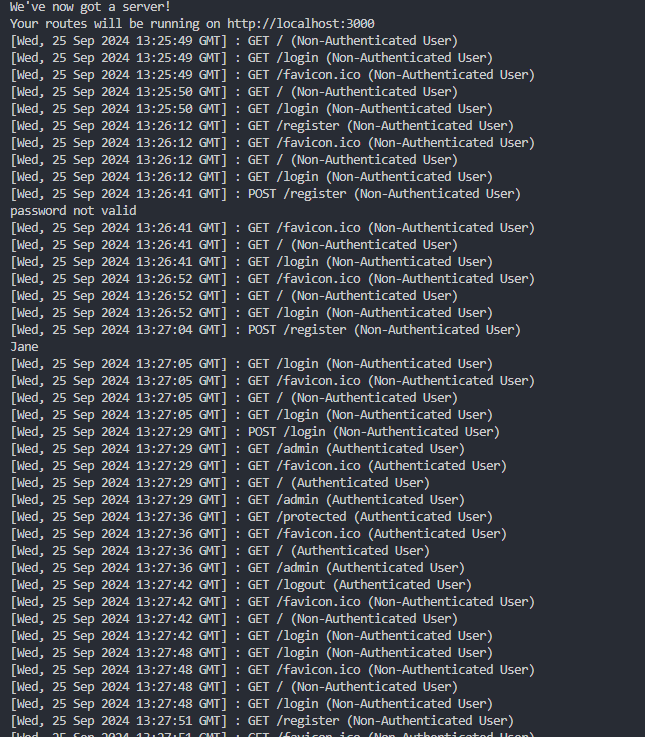 We've now got a server!
Your routes will be running on http://localhost:3000
[Wed, 25 Sep 2024 13:25:49 GMT] : GET / (Non-Authenticated User)
[Wed, 25 Sep 2024 13:25:49 GMT] : GET /login (Non-Authenticated User)
[Wed, 25 Sep 2024 13:25:49 GMT] : GET /favicon.ico (Non-Authenticated User)
[Wed, 25 Sep 2024 13:25:50 GMT] : GET / (Non-Authenticated User)
[Wed, 25 Sep 2024 13:25:50 GMT] : GET /login (Non-Authenticated User)
[Wed, 25 Sep 2024 13:26:12 GMT] : GET /register (Non-Authenticated User)
[Wed, 25 Sep 2024 13:26:12 GMT] : GET /favicon.ico (Non-Authenticated User)
[Wed, 25 Sep 2024 13:26:12 GMT] : GET / (Non-Authenticated User)
[Wed, 25 Sep 2024 13:26:12 GMT] : GET /login (Non-Authenticated User)
[Wed, 25 Sep 2024 13:26:41 GMT] : POST /register (Non-Authenticated User)
password not valid
[Wed, 25 Sep 2024 13:26:41 GMT] : GET /favicon.ico (Non-Authenticated User)
[Wed, 25 Sep 2024 13:26:41 GMT] : GET / (Non-Authenticated User)
[Wed, 25 Sep 2024 13:26:41 GMT] : GET /login (Non-Authenticated User)
[Wed, 25 Sep 2024 13:26:52 GMT] : GET /favicon.ico (Non-Authenticated User)
[Wed, 25 Sep 2024 13:26:52 GMT] : GET / (Non-Authenticated User)
[Wed, 25 Sep 2024 13:26:52 GMT] : GET /login (Non-Authenticated User)
[Wed, 25 Sep 2024 13:27:04 GMT] : POST /register (Non-Authenticated User)
Jane
[Wed, 25 Sep 2024 13:27:05 GMT] : GET /login (Non-Authenticated User)
[Wed, 25 Sep 2024 13:27:05 GMT] : GET /favicon.ico (Non-Authenticated User)
[Wed, 25 Sep 2024 13:27:05 GMT] : GET / (Non-Authenticated User)
[Wed, 25 Sep 2024 13:27:05 GMT] : GET /login (Non-Authenticated User)
[Wed, 25 Sep 2024 13:27:29 GMT] : POST /login (Non-Authenticated User)
[Wed, 25 Sep 2024 13:27:29 GMT] : GET /admin (Authenticated User)
[Wed, 25 Sep 2024 13:27:29 GMT] : GET /favicon.ico (Authenticated User)
[Wed, 25 Sep 2024 13:27:29 GMT] : GET / (Authenticated User)
[Wed, 25 Sep 2024 13:27:29 GMT] : GET /admin (Authenticated User)
[Wed, 25 Sep 2024 13:27:36 GMT] : GET /protected (Authenticated User)
[Wed, 25 Sep 2024 13:27:36 GMT] : GET /favicon.ico (Authenticated User)
[Wed, 25 Sep 2024 13:27:36 GMT] : GET / (Authenticated User)
[Wed, 25 Sep 2024 13:27:36 GMT] : GET /admin (Authenticated User)
[Wed, 25 Sep 2024 13:27:42 GMT] : GET /logout (Authenticated User)
[Wed, 25 Sep 2024 13:27:42 GMT] : GET /favicon.ico (Non-Authenticated User)
[Wed, 25 Sep 2024 13:27:42 GMT] : GET / (Non-Authenticated User)
[Wed, 25 Sep 2024 13:27:42 GMT] : GET /login (Non-Authenticated User)
[Wed, 25 Sep 2024 13:27:48 GMT] : GET /login (Non-Authenticated User)
[Wed, 25 Sep 2024 13:27:48 GMT] : GET /favicon.ico (Non-Authenticated User)
[Wed, 25 Sep 2024 13:27:48 GMT] : GET / (Non-Authenticated User)
[Wed, 25 Sep 2024 13:27:48 GMT] : GET /login (Non-Authenticated User)
[Wed, 25 Sep 2024 13:27:51 GMT] : GET /register (Non-Authenticated User)
[Wed, 25 Sep 2024 13:27:51 GMT] : GET /favicon.ico (Non-Authenticated User)